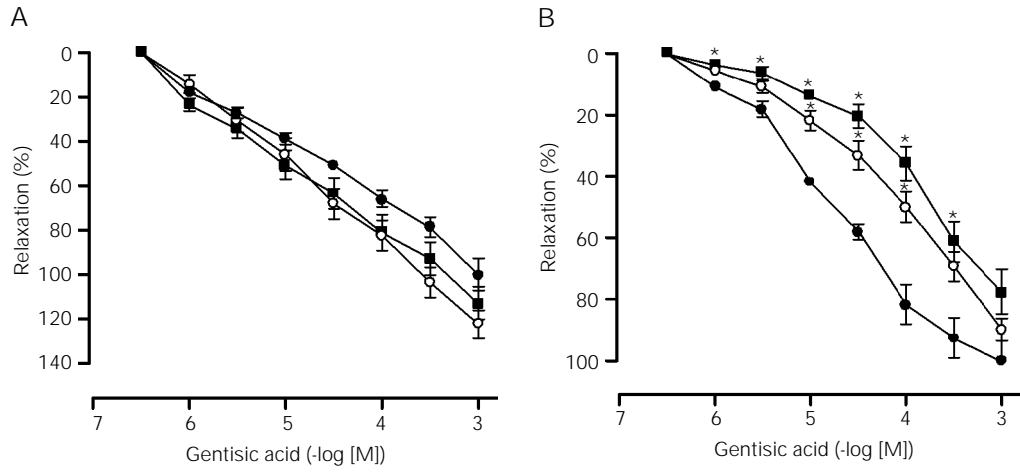 A
0
20
40
60
80
100
120
140
Relaxation (%)
7 6 5 4 3
Gentisic acid (-log [M])
B
0
20
40
60
80
100
Relaxation (%)
* * * * * * * * * *
7 6 5 4 3
Gentisic acid (-log [M])